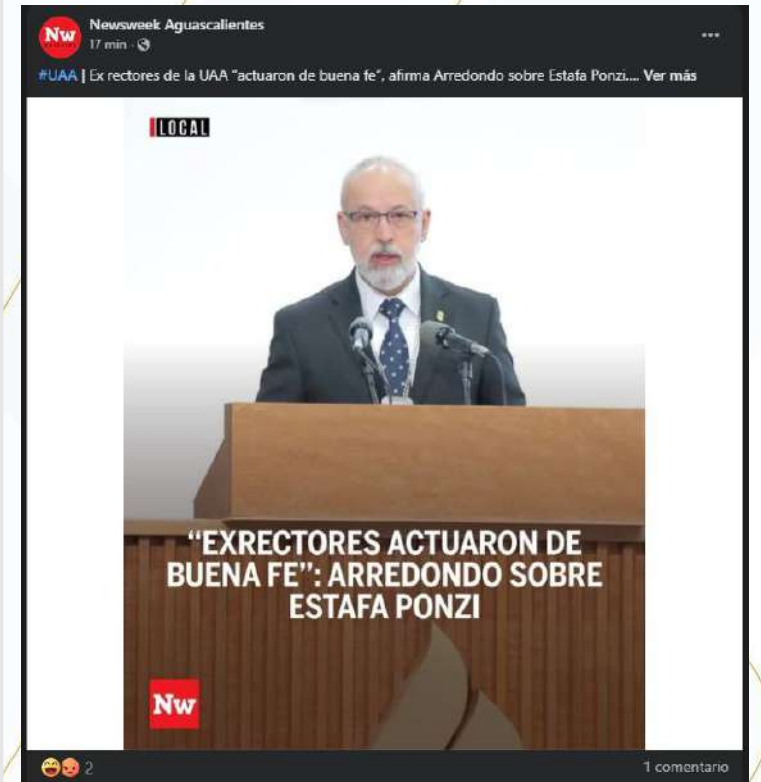 Nw
Newsweek Aguascalientes
17 min ·
#UAA | Ex rectores de la UAA "actuaron de buena fe", afirma Arredondo sobre Estafa Ponzi.... Ver más
LOCAL
“EXRECTORES ACTUARON DE
BUENA FE”: ARREDONDO SOBRE
ESTAFA PONZI
Nw
2
1 comentario